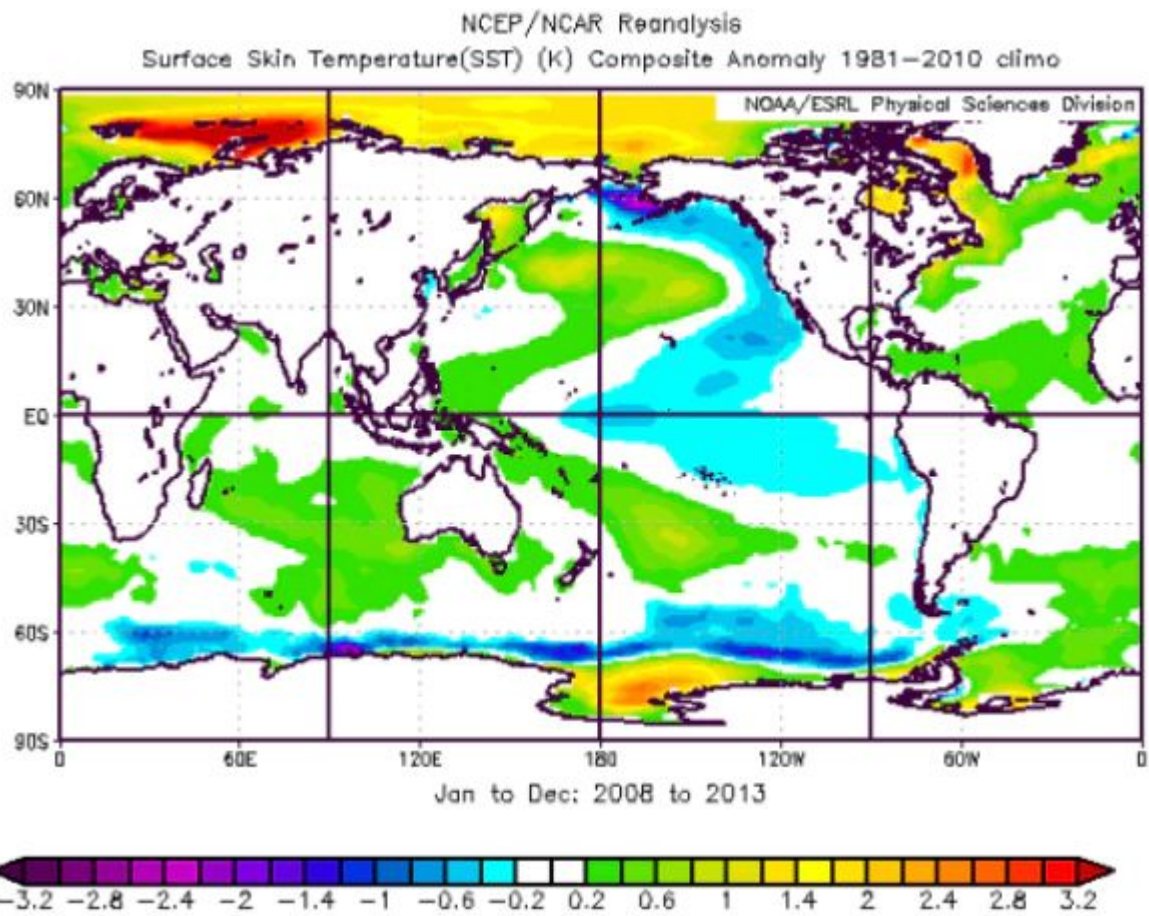 NCEP/NCAR Reanalysis
Surface Skin Temperature(SST) (K) Composite Anomaly 1981-2010 climo
NOAA/ESRL Physical Sciences Division
90N
60N
30N
EQ
30S
60S
90S
0 60E 120E 180 120W 60W 0
Jan to Dec: 2008 to 2013
-3.2 -2.8 -2.4 -2 -1.4 -1 -0.6 -0.2 0.2 0.6 1 1.4 2 2.4 2.8 3.2